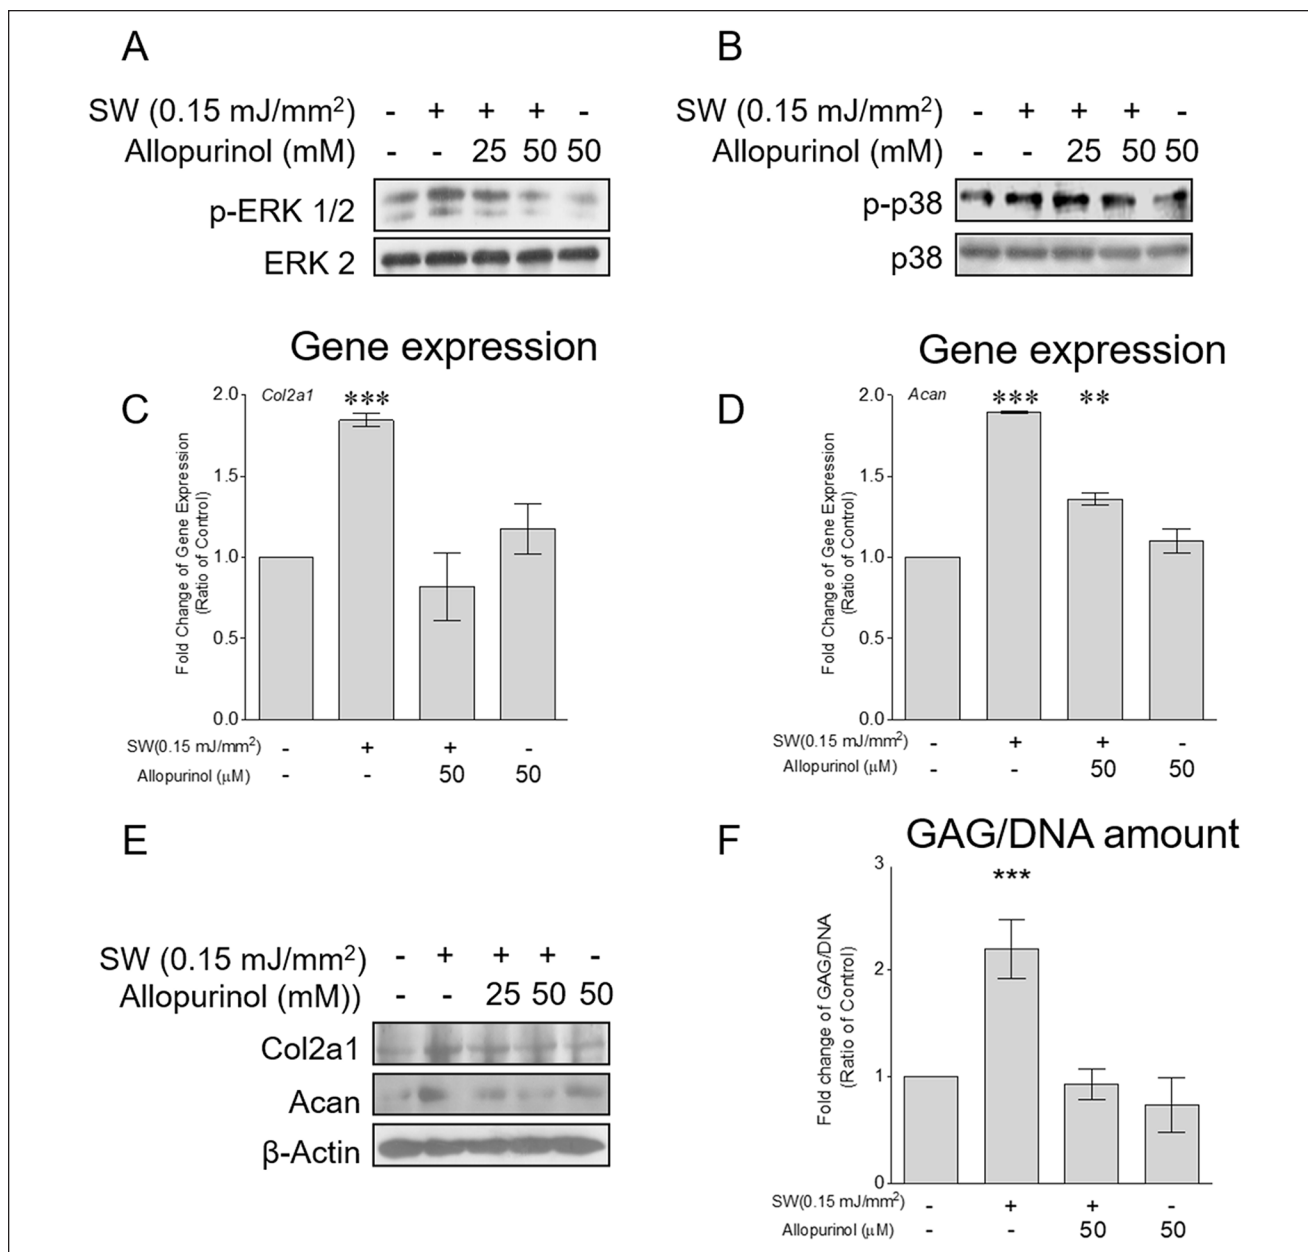 A
SW (0.15 mJ/mm²) - + + + -
Allopurinol (mM) - - 25 50 50
p-ERK 1/2
ERK 2
B
SW (0.15 mJ/mm²) - + + + -
Allopurinol (mM) - - 25 50 50
p-p38
p38
Gene expression
C
Col2a1
***
2.0
1.5
1.0
0.5
0.0
Fold Change of Gene Expression
(Ratio of Control)
SW(0.15 mJ/mm²) - + + -
Allopurinol (μM) - - 50 50
Gene expression
D
Acan
*** **
2.0
1.5
1.0
0.5
0.0
Fold Change of Gene Expression
(Ratio of Control)
SW(0.15 mJ/mm²) - + + -
Allopurinol (μM) - - 50 50
E
SW (0.15 mJ/mm²) - + + + -
Allopurinol (mM)) - - 25 50 50
Col2a1
Acan
β-Actin
F
GAG/DNA amount
***
3
2
1
0
Fold change of GAG/DNA
(Ratio of Control)
SW(0.15 mJ/mm²) - + + -
Allopurinol (μM) - - 50 50